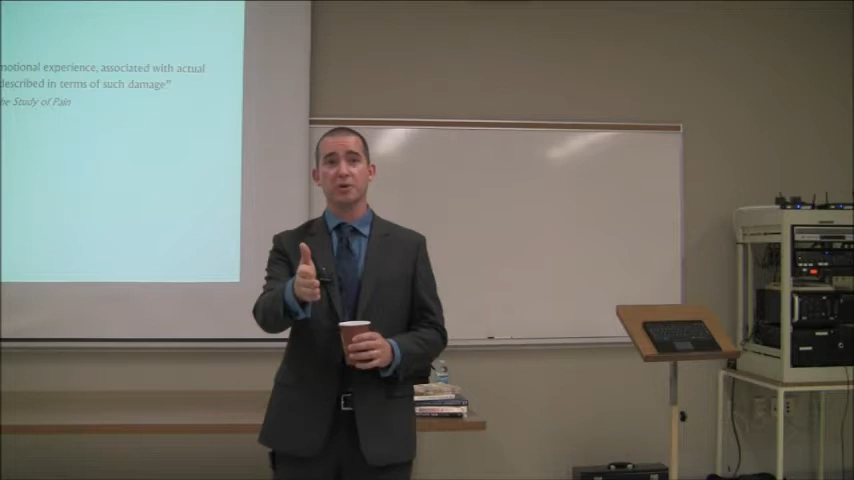 motional experience, associated with actual
described in terms of such damage"
he Study of Pain